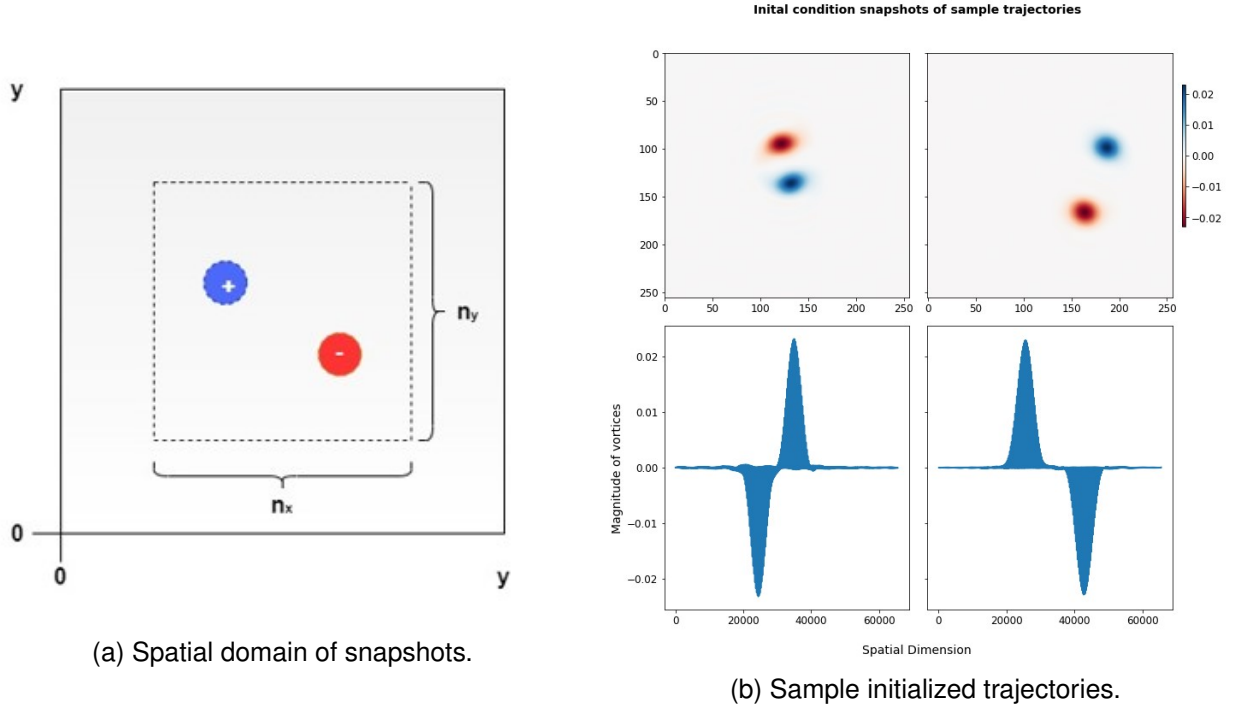 y
+
-
n_y
n_x
0
0
y
(a) Spatial domain of snapshots.
Inital condition snapshots of sample trajectories
0
50
100
150
200
250
0 50 100 150 200 250
0 50 100 150 200 250
0.02
0.01
0.00
−0.01
−0.02
Magnitude of vortices
0.02
0.01
0.00
−0.01
−0.02
0 20000 40000 60000
0 20000 40000 60000
Spatial Dimension
(b) Sample initialized trajectories.